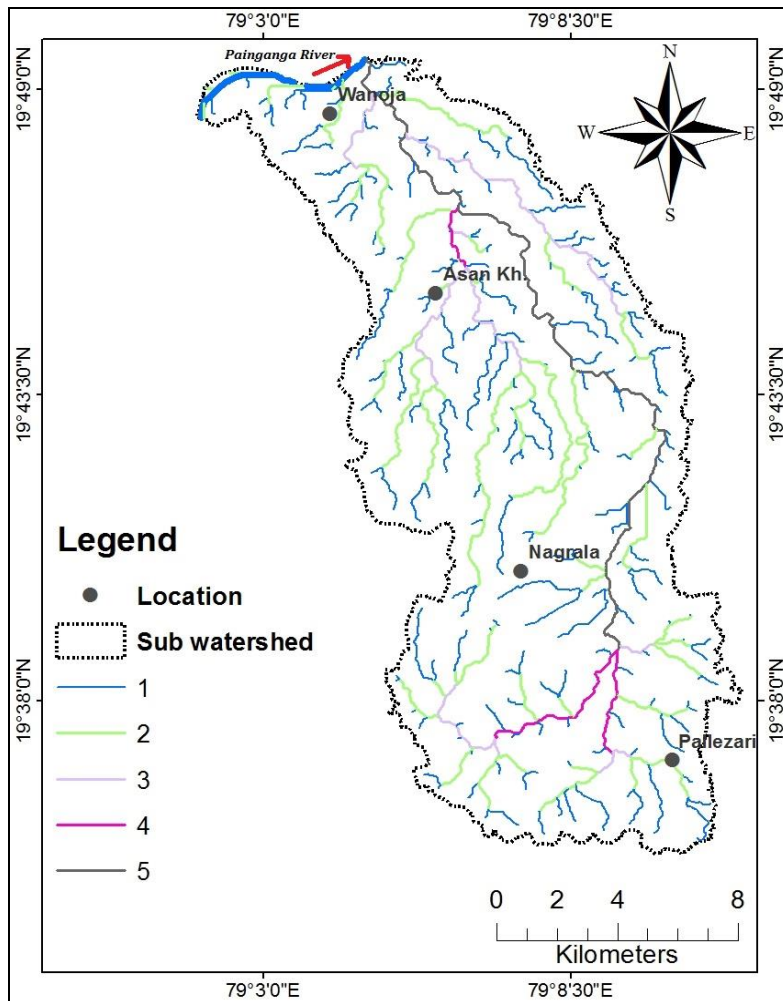 79°3'0"E
79°8'30"E
Painganga River
19°49'0"N
19°49'0"N
Wanoja
N
W
E
S
Asan Kh.
19°43'30"N
19°43'30"N
Nagrala
Legend
Location
Sub watershed
1
2
3
4
5
19°38'0"N
19°38'0"N
Pallezari
0 2 4 8
Kilometers
79°3'0"E
79°8'30"E